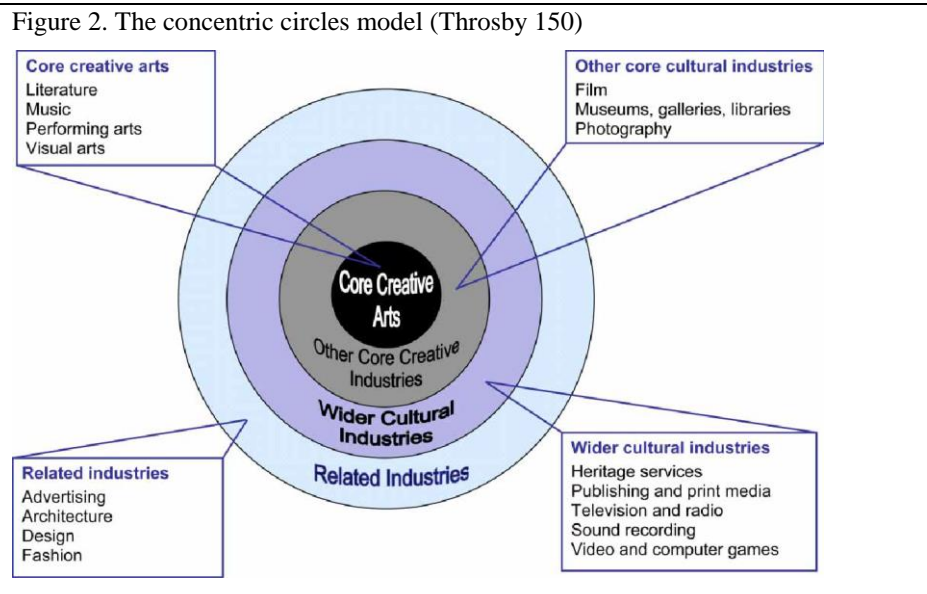 Figure 2. The concentric circles model (Throsby 150)
Core creative arts
Literature
Music
Performing arts
Visual arts
Other core cultural industries
Film
Museums, galleries, libraries
Photography
Core Creative
Arts
Other Core Creative
Industries
Wider Cultural
Industries
Related Industries
Related industries
Advertising
Architecture
Design
Fashion
Wider cultural industries
Heritage services
Publishing and print media
Television and radio
Sound recording
Video and computer games